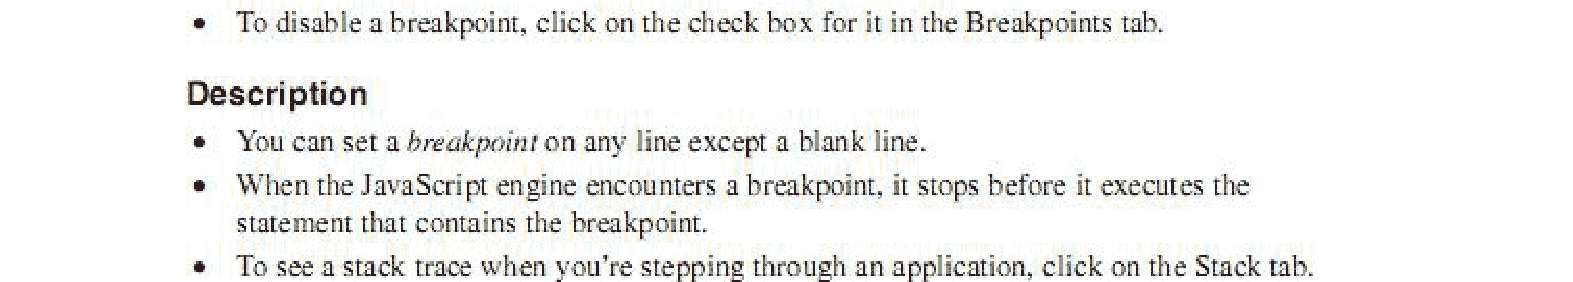 • To disable a breakpoint, click on the check box for it in the Breakpoints tab.
Description
• You can set a breakpoint on any line except a blank line.
• When the JavaScript engine encounters a breakpoint, it stops before it executes the
statement that contains the breakpoint.
• To see a stack trace when you're stepping through an application, click on the Stack tab.